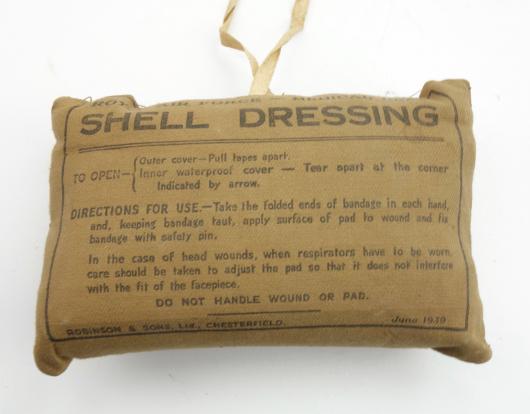 ROYAL AIR FORCE — MEDICAL
SHELL DRESSING
TO OPEN— Outer cover—Pull tapes apart.
Inner waterproof cover — Tear apart at the corner
indicated by arrow.
DIRECTIONS FOR USE.—Take the folded ends of bandage in each hand,
and, keeping bandage taut, apply surface of pad to wound and fix
bandage with safety pin.
In the case of head wounds, when respirators have to be worn,
care should be taken to adjust the pad so that it does not interfere
with the fit of the facepiece.
DO NOT HANDLE WOUND OR PAD.
ROBINSON & SONS, Ltd., CHESTERFIELD.
June 1939